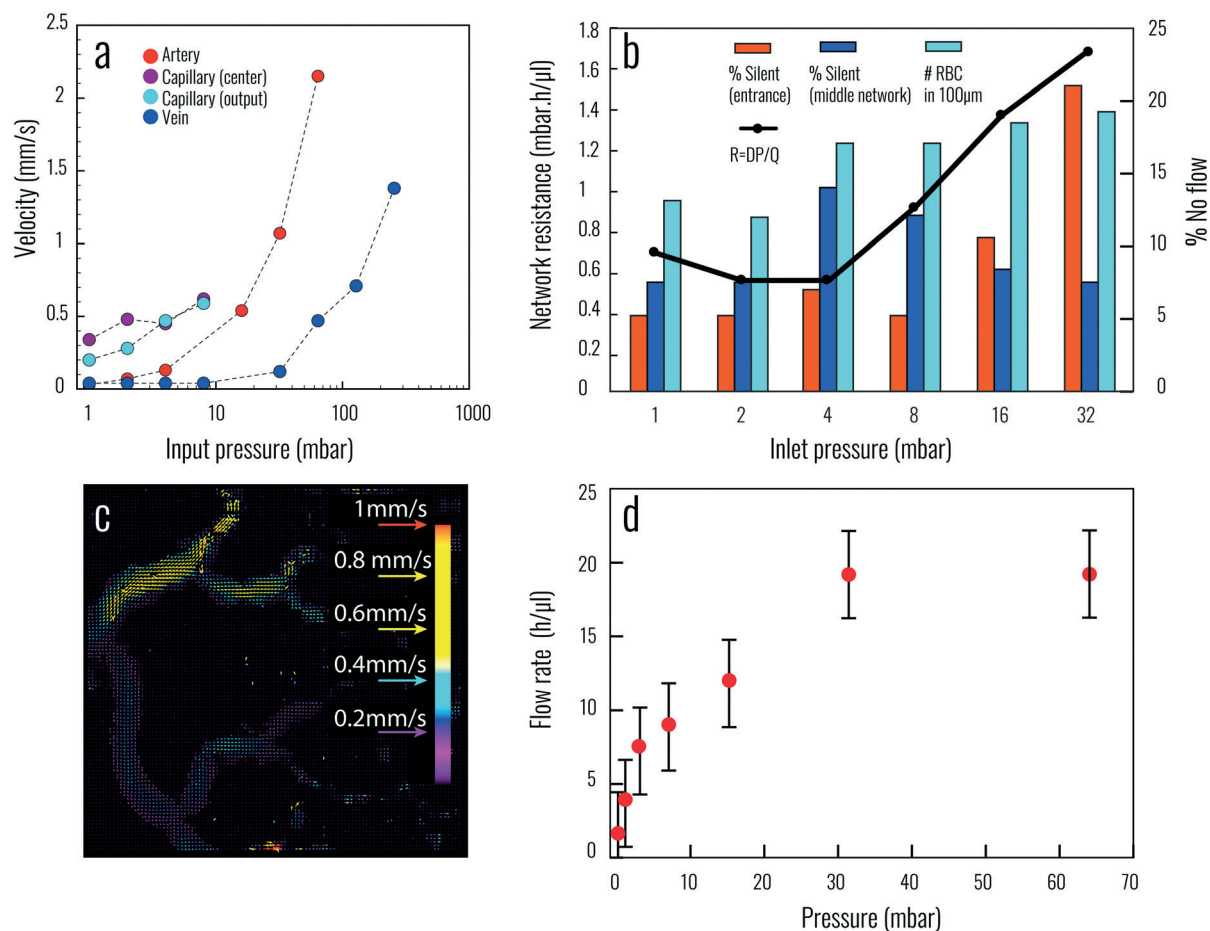 a
Artery
Capillary (center)
Capillary (output)
Vein
Velocity (mm/s)
2.5
2
1.5
1
0.5
0
1
10
100
1000
Input pressure (mbar)
b
% Silent
(entrance)
% Silent
(middle network)
# RBC
in 100µm
R=DP/Q
Network resistance (mbar.h/µl)
1.8
1.6
1.4
1.2
1
0.8
0.6
0.4
0.2
0
25
20
15
10
5
0
% No flow
1
2
4
8
16
32
Inlet pressure (mbar)
c
1mm/s
0.8 mm/s
0.6mm/s
0.4mm/s
0.2mm/s
d
Flow rate (h/µl)
25
20
15
10
5
0
0
10
20
30
40
50
60
70
Pressure (mbar)